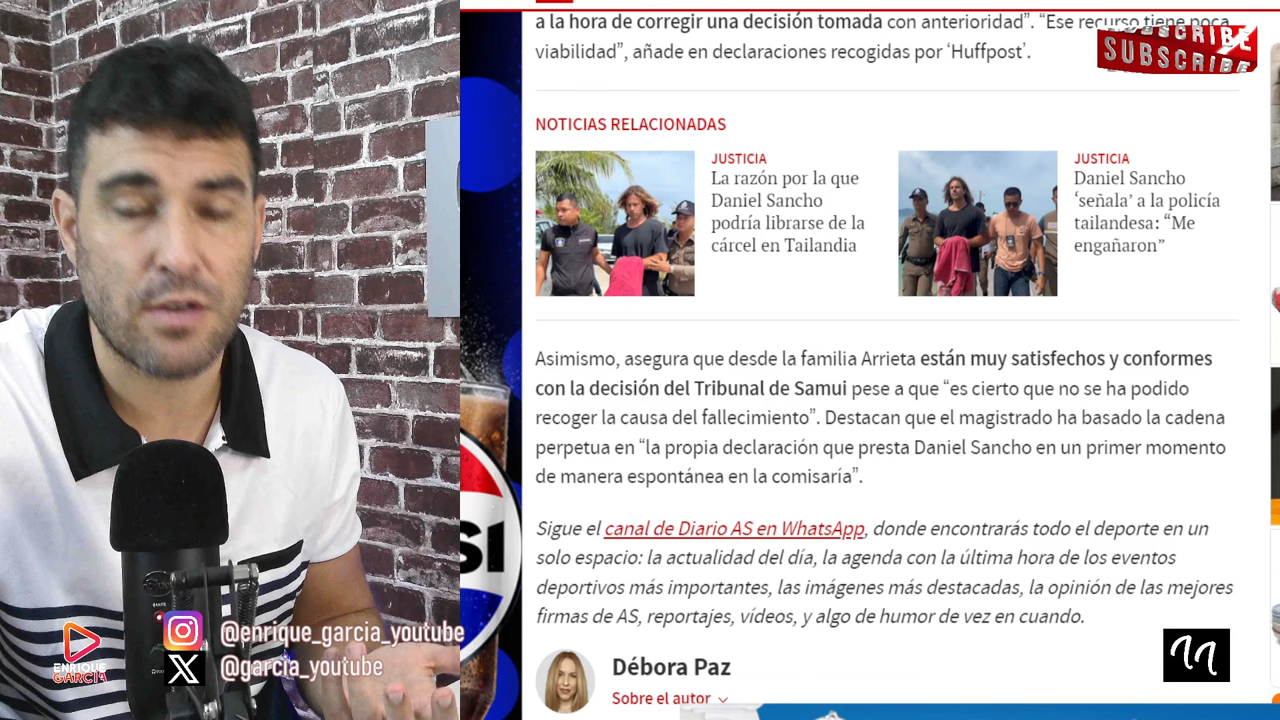 a la hora de corregir una decisión tomada con anterioridad”. “Ese recurso tiene poca
viabilidad”, añade en declaraciones recogidas por ‘Huffpost’.
SUBSCRIBE
SUBSCRIBE
NOTICIAS RELACIONADAS
JUSTICIA
La razón por la que
Daniel Sancho
podría librarse de la
cárcel en Tailandia
JUSTICIA
Daniel Sancho
‘señala’ a la policía
tailandesa: “Me
engañaron”
Asimismo, asegura que desde la familia Arrieta están muy satisfechos y conformes
con la decisión del Tribunal de Samui pese a que “es cierto que no se ha podido
recoger la causa del fallecimiento”. Destacan que el magistrado ha basado la cadena
perpetua en “la propia declaración que presta Daniel Sancho en un primer momento
de manera espontánea en la comisaría”.
Sigue el canal de Diario AS en WhatsApp, donde encontrarás todo el deporte en un
solo espacio: la actualidad del día, la agenda con la última hora de los eventos
deportivos más importantes, las imágenes más destacadas, la opinión de las mejores
firmas de AS, reportajes, vídeos, y algo de humor de vez en cuando.
Débora Paz
Sobre el autor
ENRIQUE
GARCIA
@enrique_garcia_youtube
@garcia_youtube